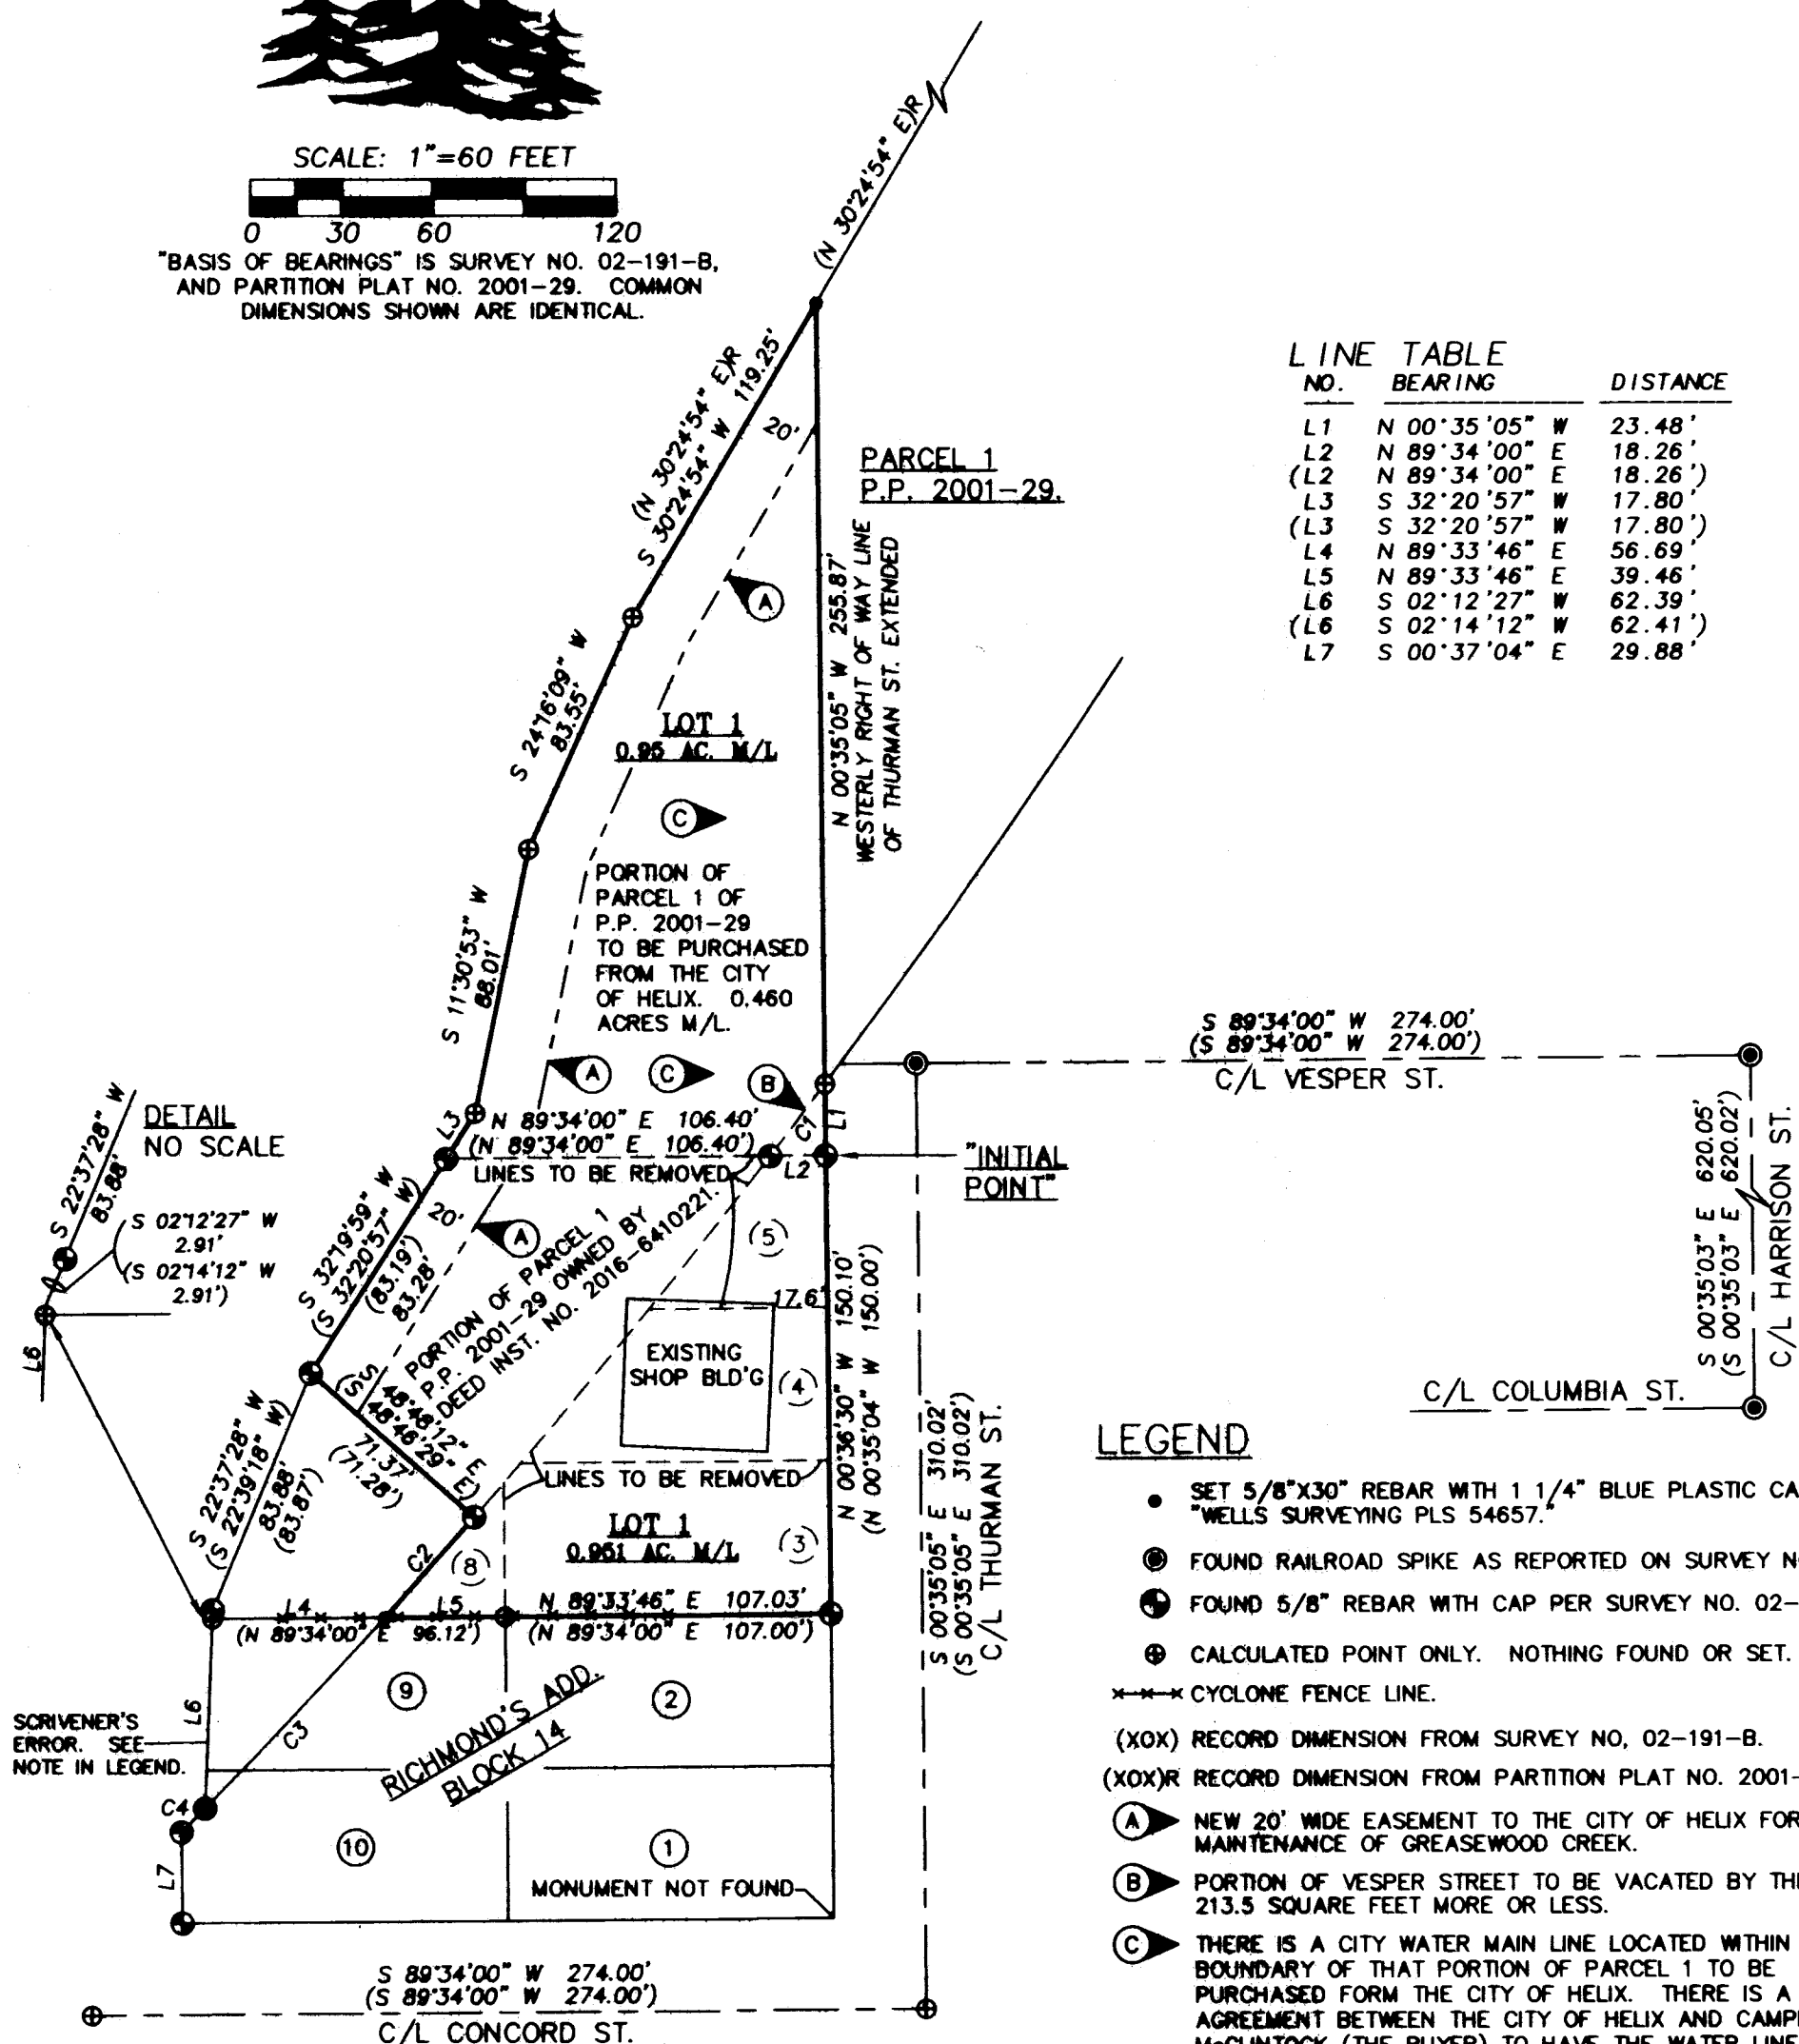 SCALE: 1"=60 FEET
0 30 60 120
"BASIS OF BEARINGS" IS SURVEY NO. 02-191-B,
AND PARTITION PLAT NO. 2001-29. COMMON
DIMENSIONS SHOWN ARE IDENTICAL.
(N 30°24'54" E)R
N
(N 30°24'54" E)R
S 30°24'54" W 119.25'
20'
PARCEL 1
P.P. 2001-29.
LINE TABLE
NO. BEARING DISTANCE
L1 N 00°35'05" W 23.48'
L2 N 89°34'00" E 18.26'
(L2 N 89°34'00" E 18.26')
L3 S 32°20'57" W 17.80'
(L3 S 32°20'57" W 17.80')
L4 N 89°33'46" E 56.69'
L5 N 89°33'46" E 39.46'
L6 S 02°12'27" W 62.39'
(L6 S 02°14'12" W 62.41')
L7 S 00°37'04" E 29.88'
N 00°35'05" W 255.87'
WESTERLY RIGHT OF WAY LINE
OF THURMAN ST. EXTENDED
A
S 24°16'09" W
83.55'
LOT 1
0.95 AC. M/L
C
PORTION OF
PARCEL 1 OF
P.P. 2001-29
TO BE PURCHASED
FROM THE CITY
OF HELIX. 0.460
ACRES M/L.
S 11°30'53" W
88.01'
A
C
B
S 89°34'00" W 274.00'
(S 89°34'00" W 274.00')
C/L VESPER ST.
DETAIL
NO SCALE
S 22°37'28" W
83.88'
S 02°12'27" W
2.91'
(S 02°14'12" W
2.91')
L6
L3
N 89°34'00" E 106.40'
(N 89°34'00" E 106.40')
LINES TO BE REMOVED
C1
L1
L2
"INITIAL
POINT"
S 00°35'03" E 620.05'
(S 00°35'03" E 620.02')
C/L HARRISON ST.
C/L COLUMBIA ST.
S 32°19'59" W
(S 32°20'57" W)
(83.19')
83.28'
20'
A
PORTION OF PARCEL 1
P.P. 2001-29 OWNED BY
DEED INST. NO. 2016-6410221.
(5)
17.6'
EXISTING
SHOP BLD'G
(4)
N 00°36'30" W 150.10'
(N 00°35'04" W 150.00')
S 00°35'05" E 310.02'
(S 00°35'05" E 310.02')
C/L THURMAN ST.
S 48°48'12" E
(S 48°46'29" E)
71.37'
(71.28')
S 22°37'28" W
(S 22°39'18" W)
83.88'
(83.87')
LINES TO BE REMOVED
LOT 1
0.951 AC. M/L
(3)
C2
(8)
L4
L5
N 89°33'46" E 107.03'
(N 89°34'00" E 96.12')
(N 89°34'00" E 107.00')
L6
SCRIVENER'S
ERROR. SEE
NOTE IN LEGEND.
C3
9
2
RICHMOND'S ADD.
BLOCK 14
C4
L7
10
1
MONUMENT NOT FOUND
S 89°34'00" W 274.00'
(S 89°34'00" W 274.00')
C/L CONCORD ST.
LEGEND
SET 5/8"X30" REBAR WITH 1 1/4" BLUE PLASTIC CA
"WELLS SURVEYING PLS 54657."
FOUND RAILROAD SPIKE AS REPORTED ON SURVEY N
FOUND 5/8" REBAR WITH CAP PER SURVEY NO. 02-
CALCULATED POINT ONLY. NOTHING FOUND OR SET.
CYCLONE FENCE LINE.
(XOX) RECORD DIMENSION FROM SURVEY NO, 02-191-B.
(XOX)R RECORD DIMENSION FROM PARTITION PLAT NO. 2001-
A NEW 20' WIDE EASEMENT TO THE CITY OF HELIX FOR
MAINTENANCE OF GREASEWOOD CREEK.
B PORTION OF VESPER STREET TO BE VACATED BY THE
213.5 SQUARE FEET MORE OR LESS.
C THERE IS A CITY WATER MAIN LINE LOCATED WITHIN
BOUNDARY OF THAT PORTION OF PARCEL 1 TO BE
PURCHASED FORM THE CITY OF HELIX. THERE IS A
AGREEMENT BETWEEN THE CITY OF HELIX AND CAMP
McCLINTOCK (THE BUYER) TO HAVE THE WATER LINE